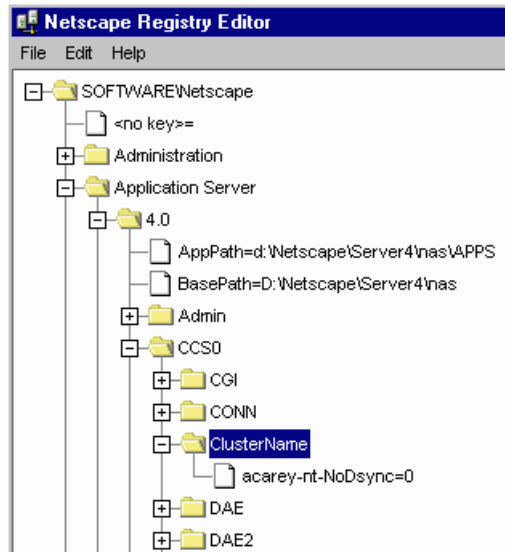 Netscape Registry Editor
File Edit Help
SOFTWARE\Netscape
<no key>=
Administration
Application Server
4.0
AppPath=d:\Netscape\Server4\nas\APPS
BasePath=D:\Netscape\Server4\nas
Admin
CCS0
CGI
CONN
ClusterName
acarey-nt-NoDsync=0
DAE
DAE2